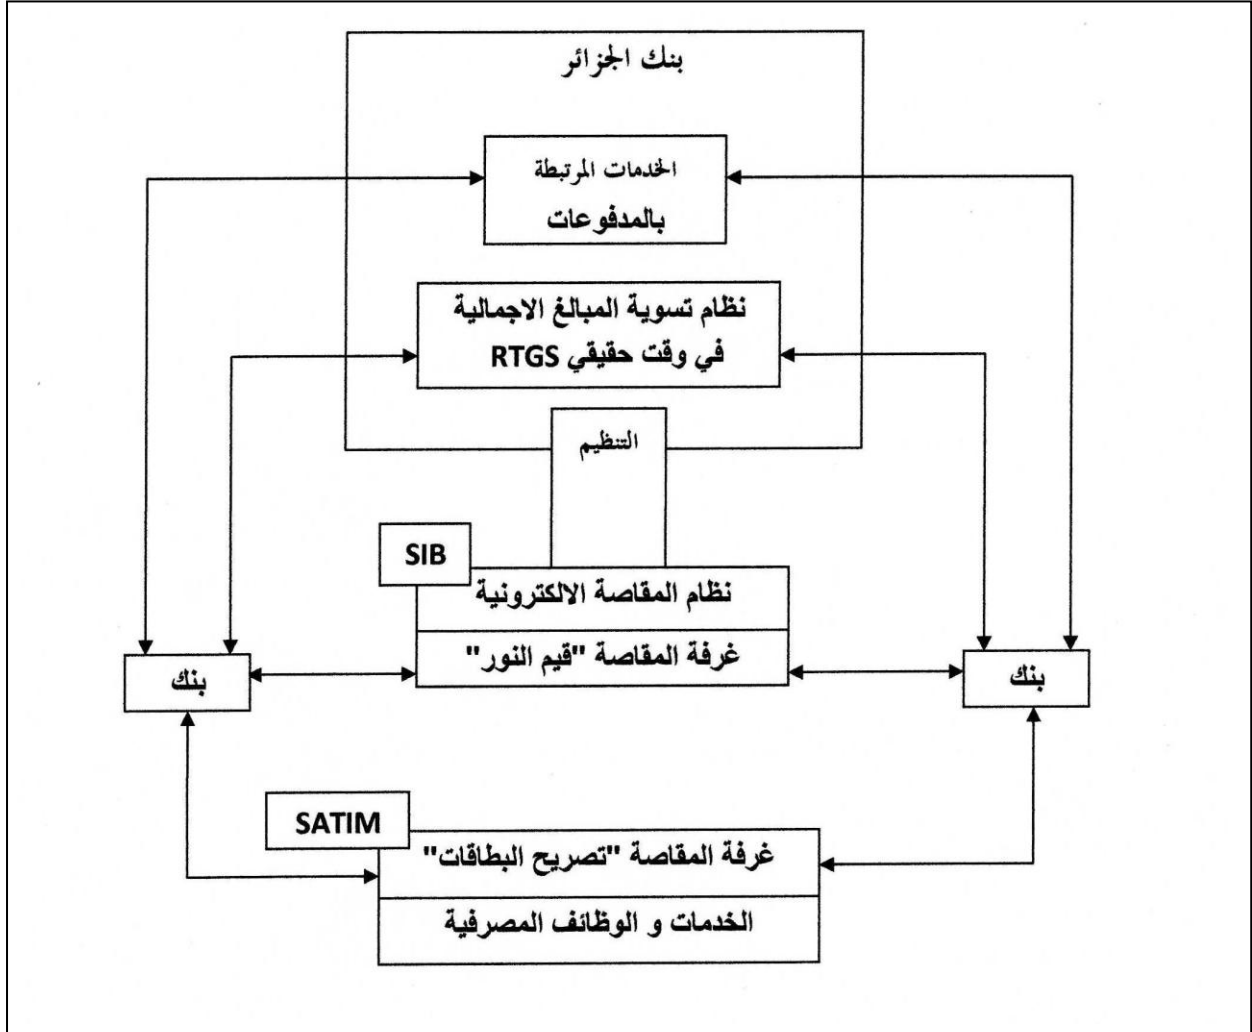 بنك الجزائر
الخدمات المرتبطة
بالمدفوعات
نظام تسوية المبالغ الاجمالية
في وقت حقيقي RTGS
التنظيم
SIB
نظام المقاصة الالكترونية
غرفة المقاصة "قيم النور"
بنك
بنك
SATIM
غرفة المقاصة "تصريح البطاقات"
الخدمات و الوظائف المصرفية